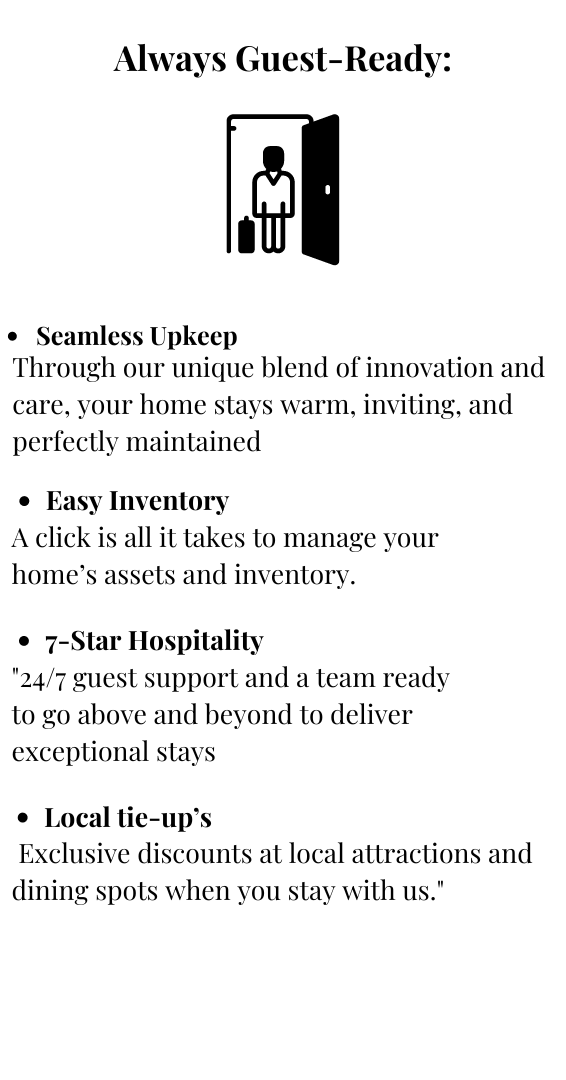 Always Guest-Ready:
• Seamless Upkeep
Through our unique blend of innovation and
care, your home stays warm, inviting, and
perfectly maintained
• Easy Inventory
A click is all it takes to manage your
home’s assets and inventory.
• 7-Star Hospitality
"24/7 guest support and a team ready
to go above and beyond to deliver
exceptional stays
• Local tie-up’s
Exclusive discounts at local attractions and
dining spots when you stay with us."